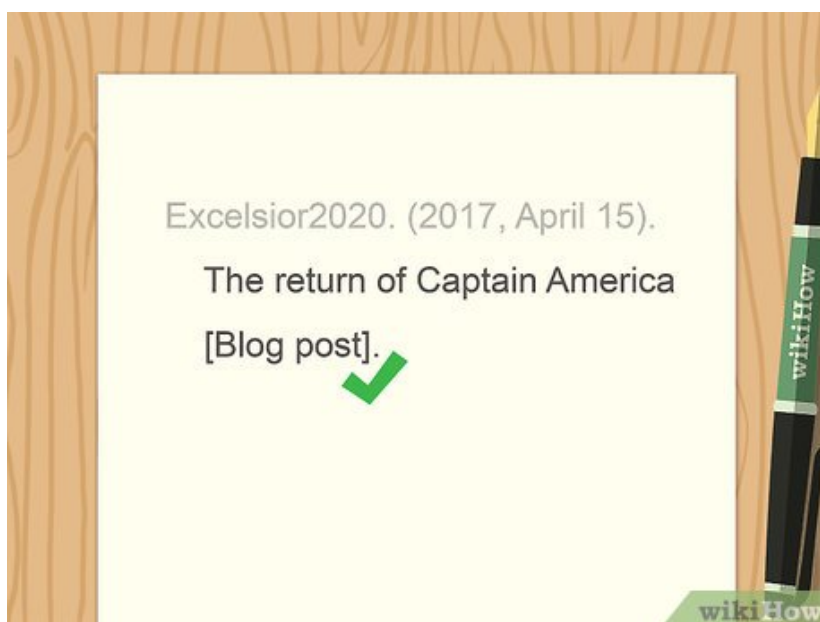 Excelsior2020. (2017, April 15).
The return of Captain America
[Blog post].
wikiHow
wikiHow